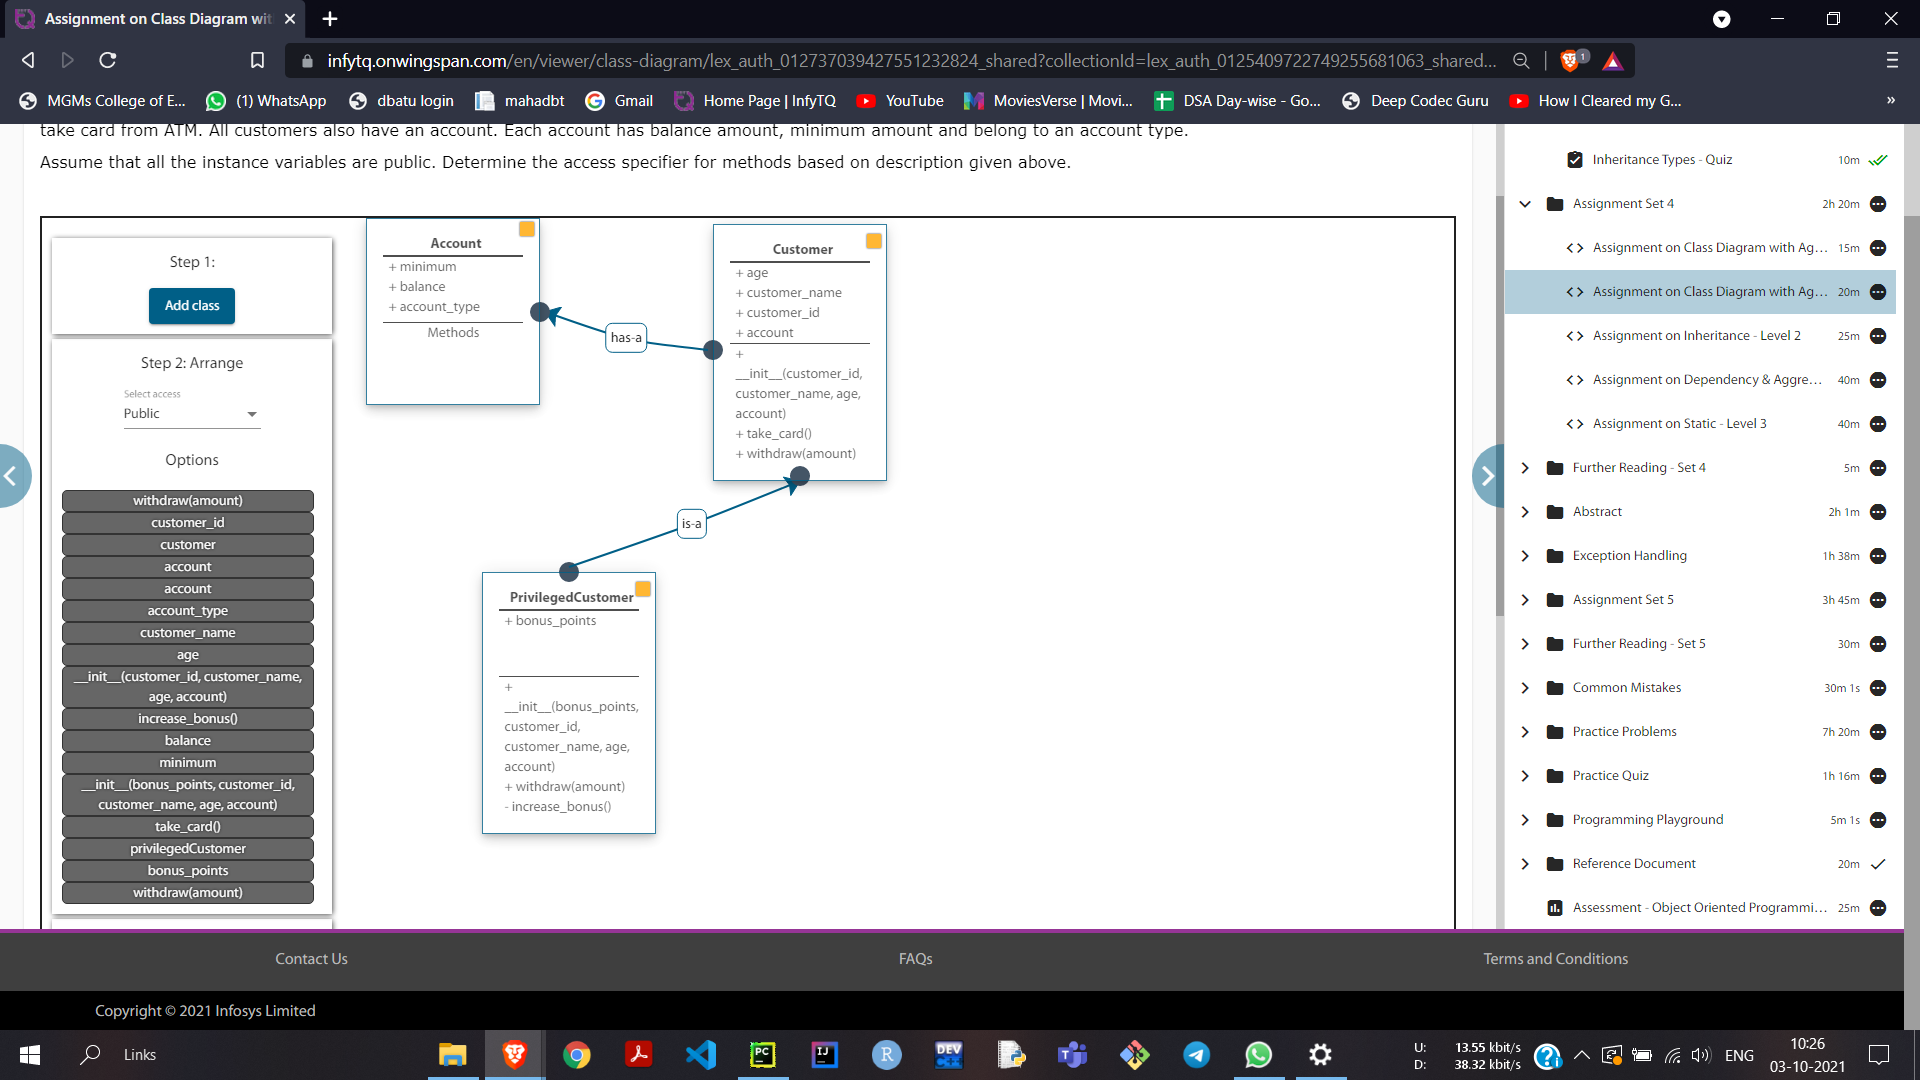 Assignment on Class Diagram wit
infytq.onwingspan.com/en/viewer/class-diagram/lex_auth_012737039427551232824_shared?collectionId=lex_auth_0125409722749255681063_shared...
1
MGMs College of E...
(1) WhatsApp
dbatu login
mahadbt
Gmail
Home Page | InfyTQ
YouTube
MoviesVerse | Movi...
DSA Day-wise - Go...
Deep Codec Guru
How I Cleared my G...
»
take card from ATM. All customers also have an account. Each account has balance amount, minimum amount and belong to an account type.
Assume that all the instance variables are public. Determine the access specifier for methods based on description given above.
Step 1:
Add class
Step 2: Arrange
Select access
Public
Options
withdraw(amount)
customer_id
customer
account
account
account_type
customer_name
age
__init__(customer_id, customer_name,
age, account)
increase_bonus()
balance
minimum
__init__(bonus_points, customer_id,
customer_name, age, account)
take_card()
privilegedCustomer
bonus_points
withdraw(amount)
Account
+ minimum
+ balance
+ account_type
Methods
has-a
Customer
+ age
+ customer_name
+ customer_id
+ account
+
__init__(customer_id,
customer_name, age,
account)
+ take_card()
+ withdraw(amount)
is-a
PrivilegedCustomer
+ bonus_points
+
__init__(bonus_points,
customer_id,
customer_name, age,
account)
+ withdraw(amount)
- increase_bonus()
Inheritance Types - Quiz 10m
Assignment Set 4 2h 20m
Assignment on Class Diagram with Ag... 15m
Assignment on Class Diagram with Ag... 20m
Assignment on Inheritance - Level 2 25m
Assignment on Dependency & Aggre... 40m
Assignment on Static - Level 3 40m
Further Reading - Set 4 5m
Abstract 2h 1m
Exception Handling 1h 38m
Assignment Set 5 3h 45m
Further Reading - Set 5 30m
Common Mistakes 30m 1s
Practice Problems 7h 20m
Practice Quiz 1h 16m
Programming Playground 5m 1s
Reference Document 20m
Assessment - Object Oriented Programmi... 25m
Contact Us
FAQs
Terms and Conditions
Copyright © 2021 Infosys Limited
Links
PC
IJ
R
DEV
C++
U: 13.55 kbit/s
D: 38.32 kbit/s
ENG
10:26
03-10-2021